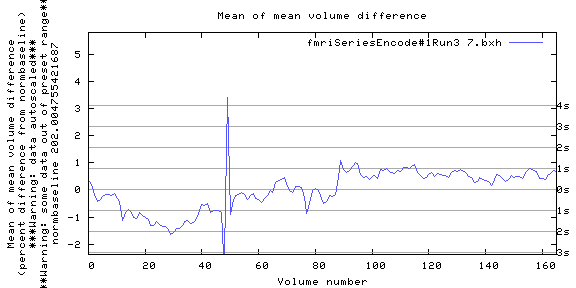 Mean of mean volume difference
fmriSeriesEncode#1Run3 7.bxh
Mean of mean volume difference
(percent difference from normbaseline)
***Warning: data autoscaled***
**Warning: some data out of preset range**
normbaseline 202.004755421687
5
4
3
2
1
0
-1
-2
4s
3s
2s
1s
0s
1s
2s
3s
0 20 40 60 80 100 120 140 160
Volume number